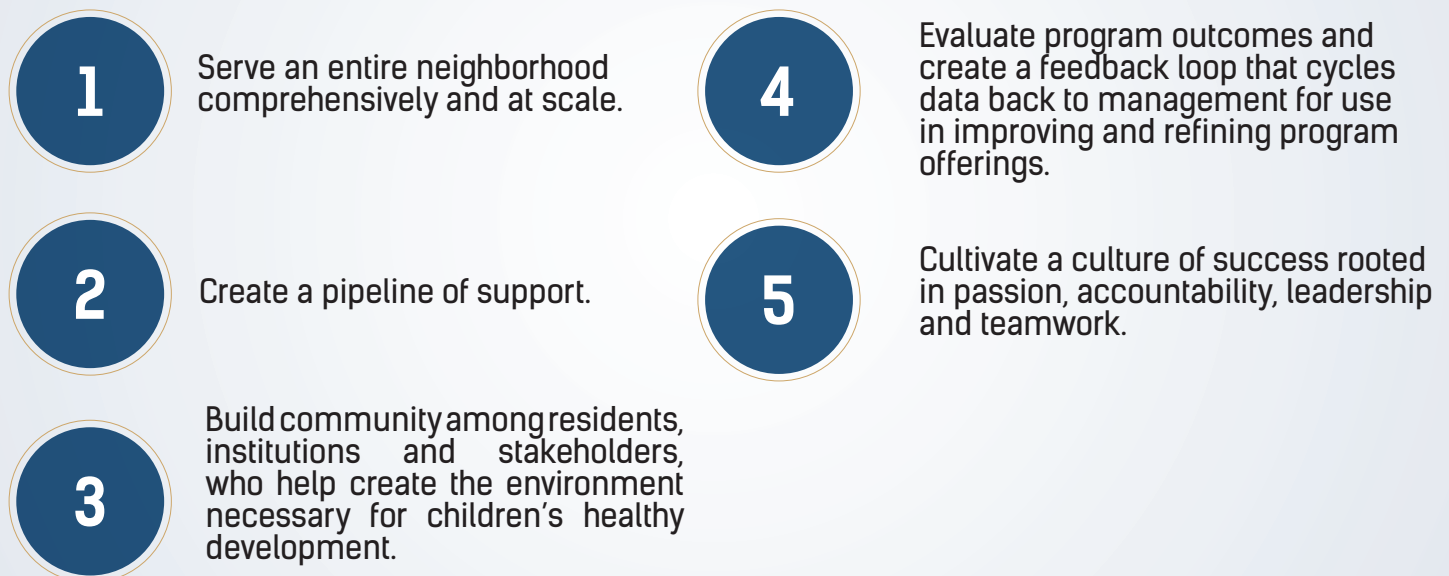 1
Serve an entire neighborhood
comprehensively and at scale.
2
Create a pipeline of support.
3
Build community among residents,
institutions and stakeholders,
who help create the environment
necessary for children’s healthy
development.
4
Evaluate program outcomes and
create a feedback loop that cycles
data back to management for use
in improving and refining program
offerings.
5
Cultivate a culture of success rooted
in passion, accountability, leadership
and teamwork.